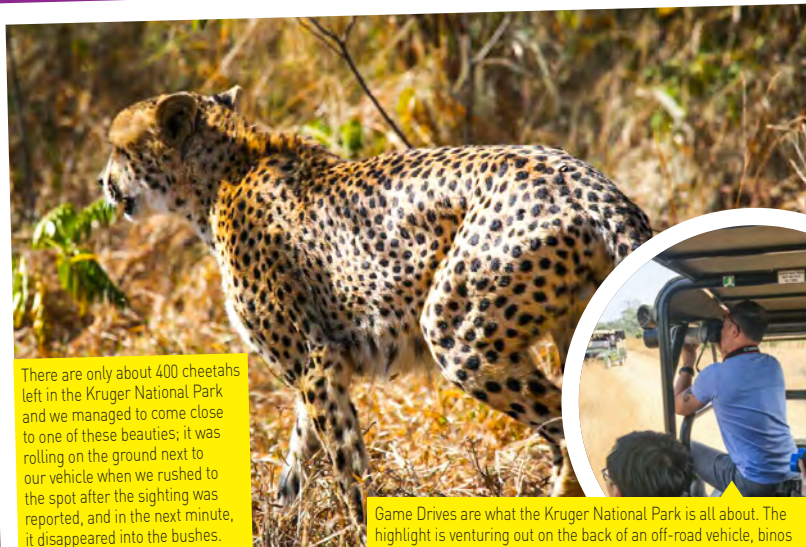 There are only about 400 cheetahs
left in the Kruger National Park
and we managed to come close
to one of these beauties; it was
rolling on the ground next to
our vehicle when we rushed to
the spot after the sighting was
reported, and in the next minute,
it disappeared into the bushes.
Game Drives are what the Kruger National Park is all about. The
highlight is venturing out on the back of an off-road vehicle, binos